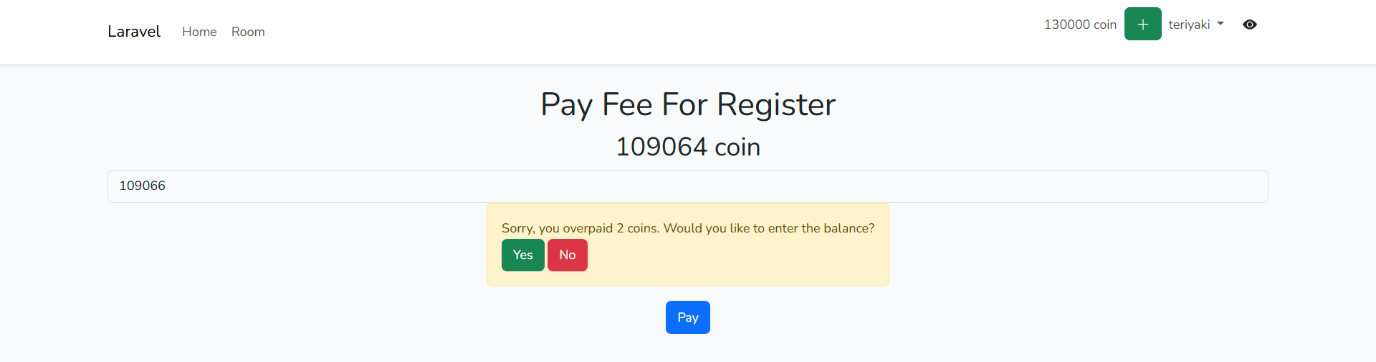 Laravel Home Room 130000 coin + teriyaki
Pay Fee For Register
109064 coin
109066
Sorry, you overpaid 2 coins. Would you like to enter the balance?
Yes No
Pay